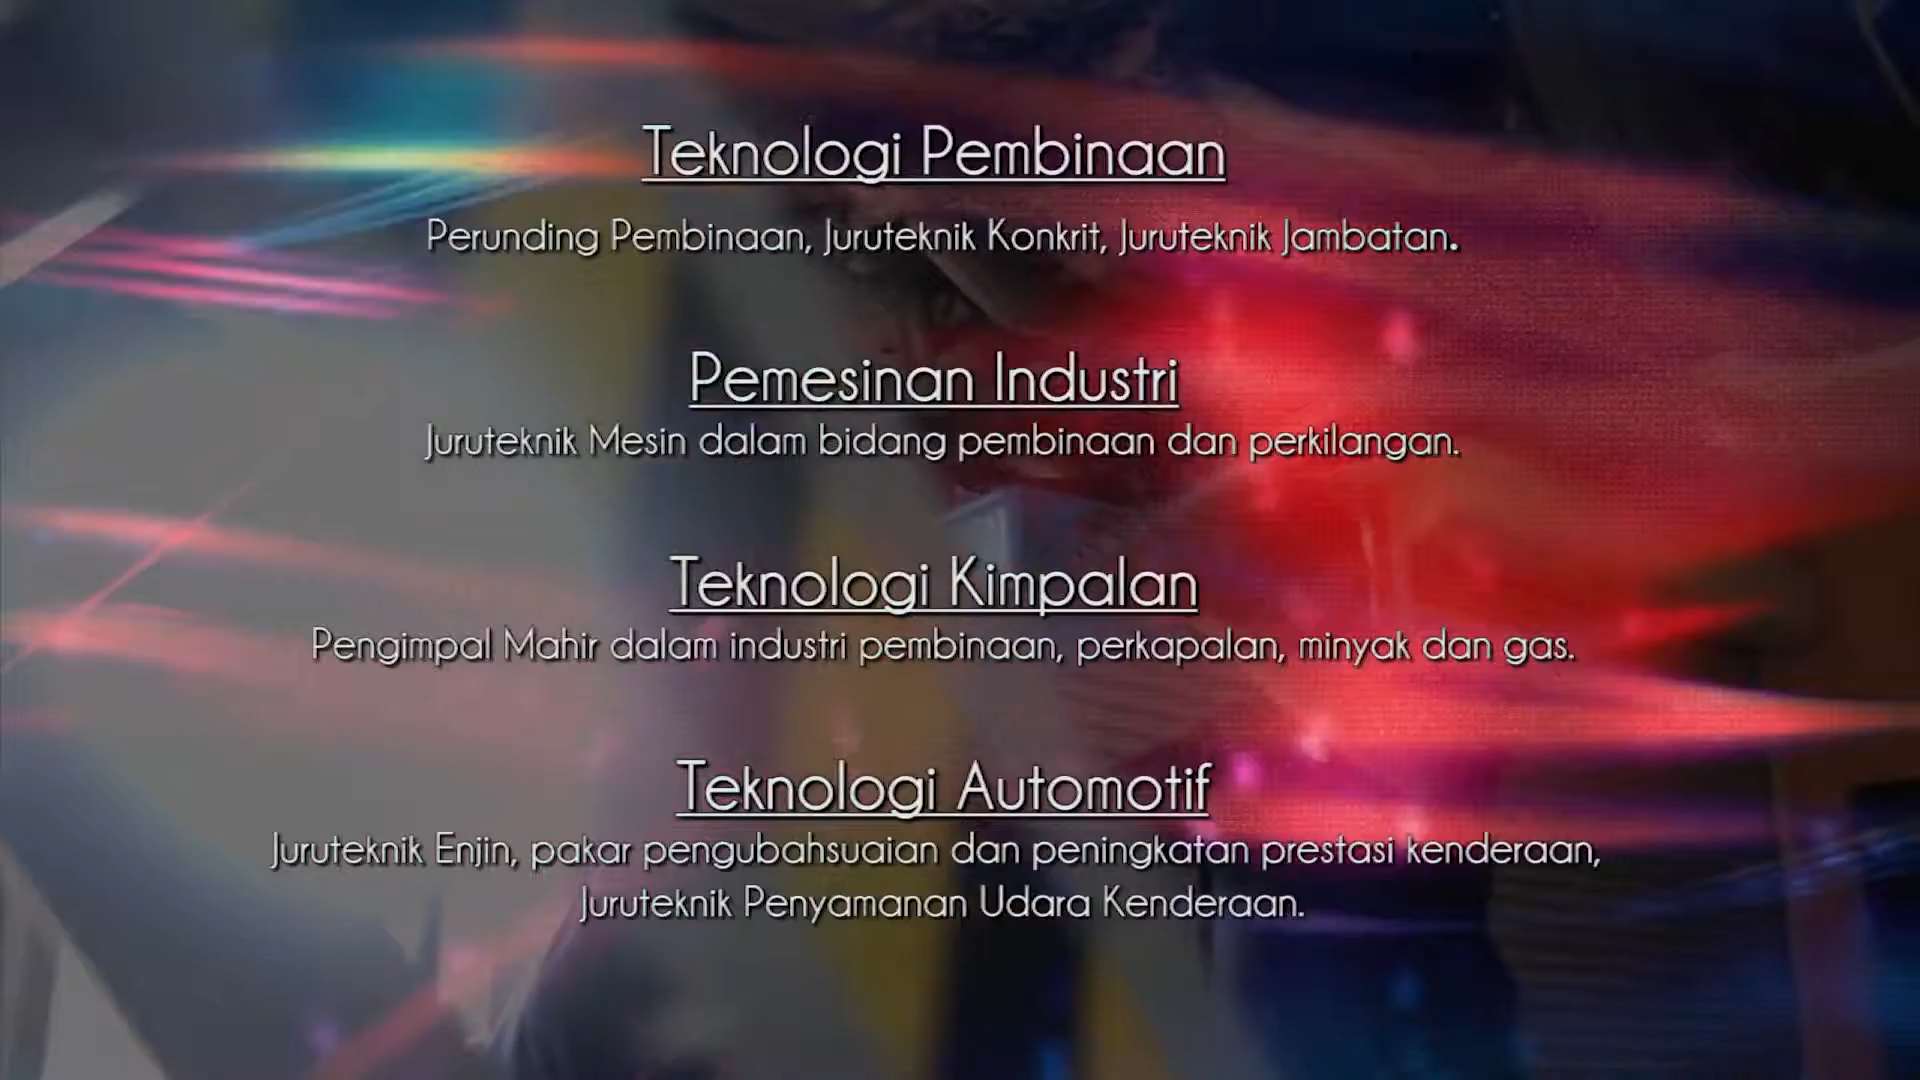 Teknologi Pembinaan
Perunding Pembinaan, Juruteknik Konkrit, Juruteknik Jambatan.
Pemesinan Industri
Juruteknik Mesin dalam bidang pembinaan dan perkilangan.
Teknologi Kimpalan
Pengimpal Mahir dalam industri pembinaan, perkapalan, minyak dan gas.
Teknologi Automotif
Juruteknik Enjin, pakar pengubahsuaian dan peningkatan prestasi kenderaan,
Juruteknik Penyamanan Udara Kenderaan.